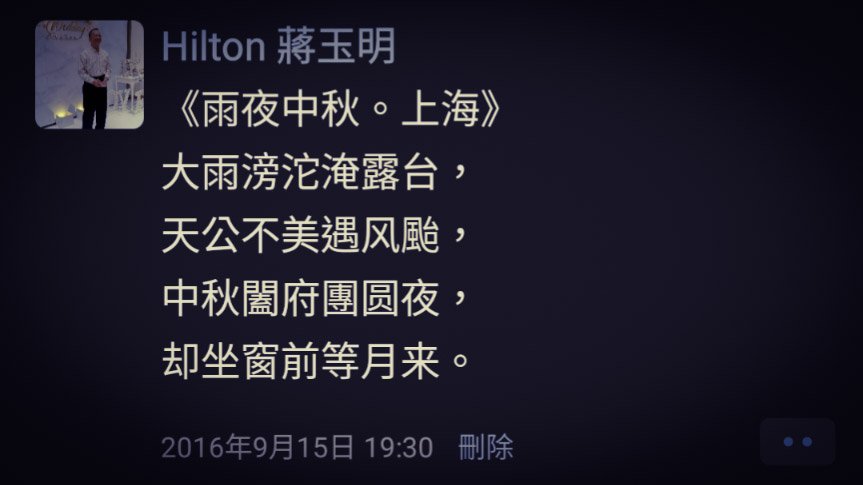 Hilton 蔣玉明
《雨夜中秋。上海》
大雨滂沱淹露台，
天公不美遇风颱，
中秋闔府團圆夜，
却坐窗前等月来。
2016年9月15日 19:30 刪除